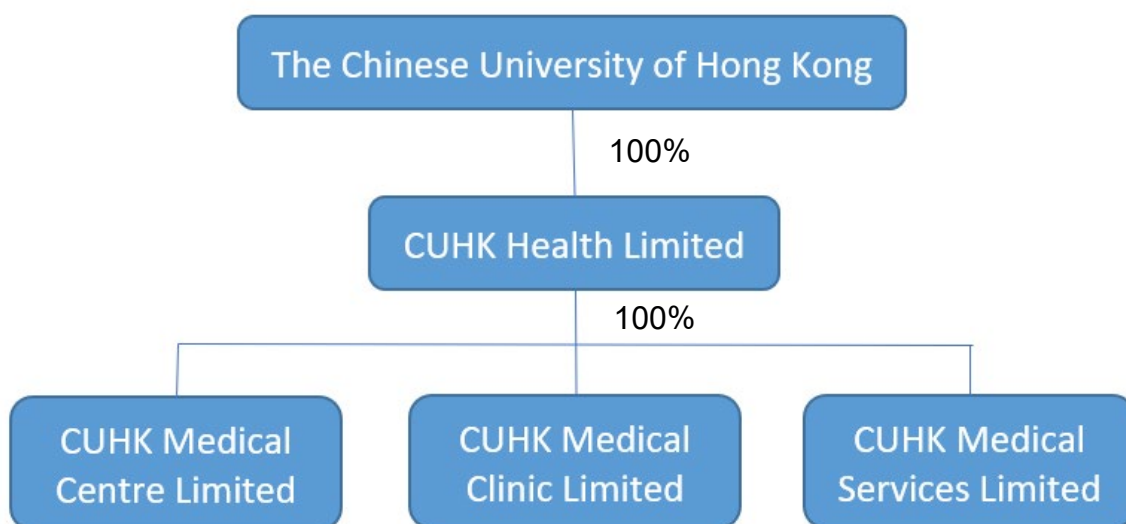 The Chinese University of Hong Kong
100%
CUHK Health Limited
100%
CUHK Medical
Centre Limited
CUHK Medical
Clinic Limited
CUHK Medical
Services Limited